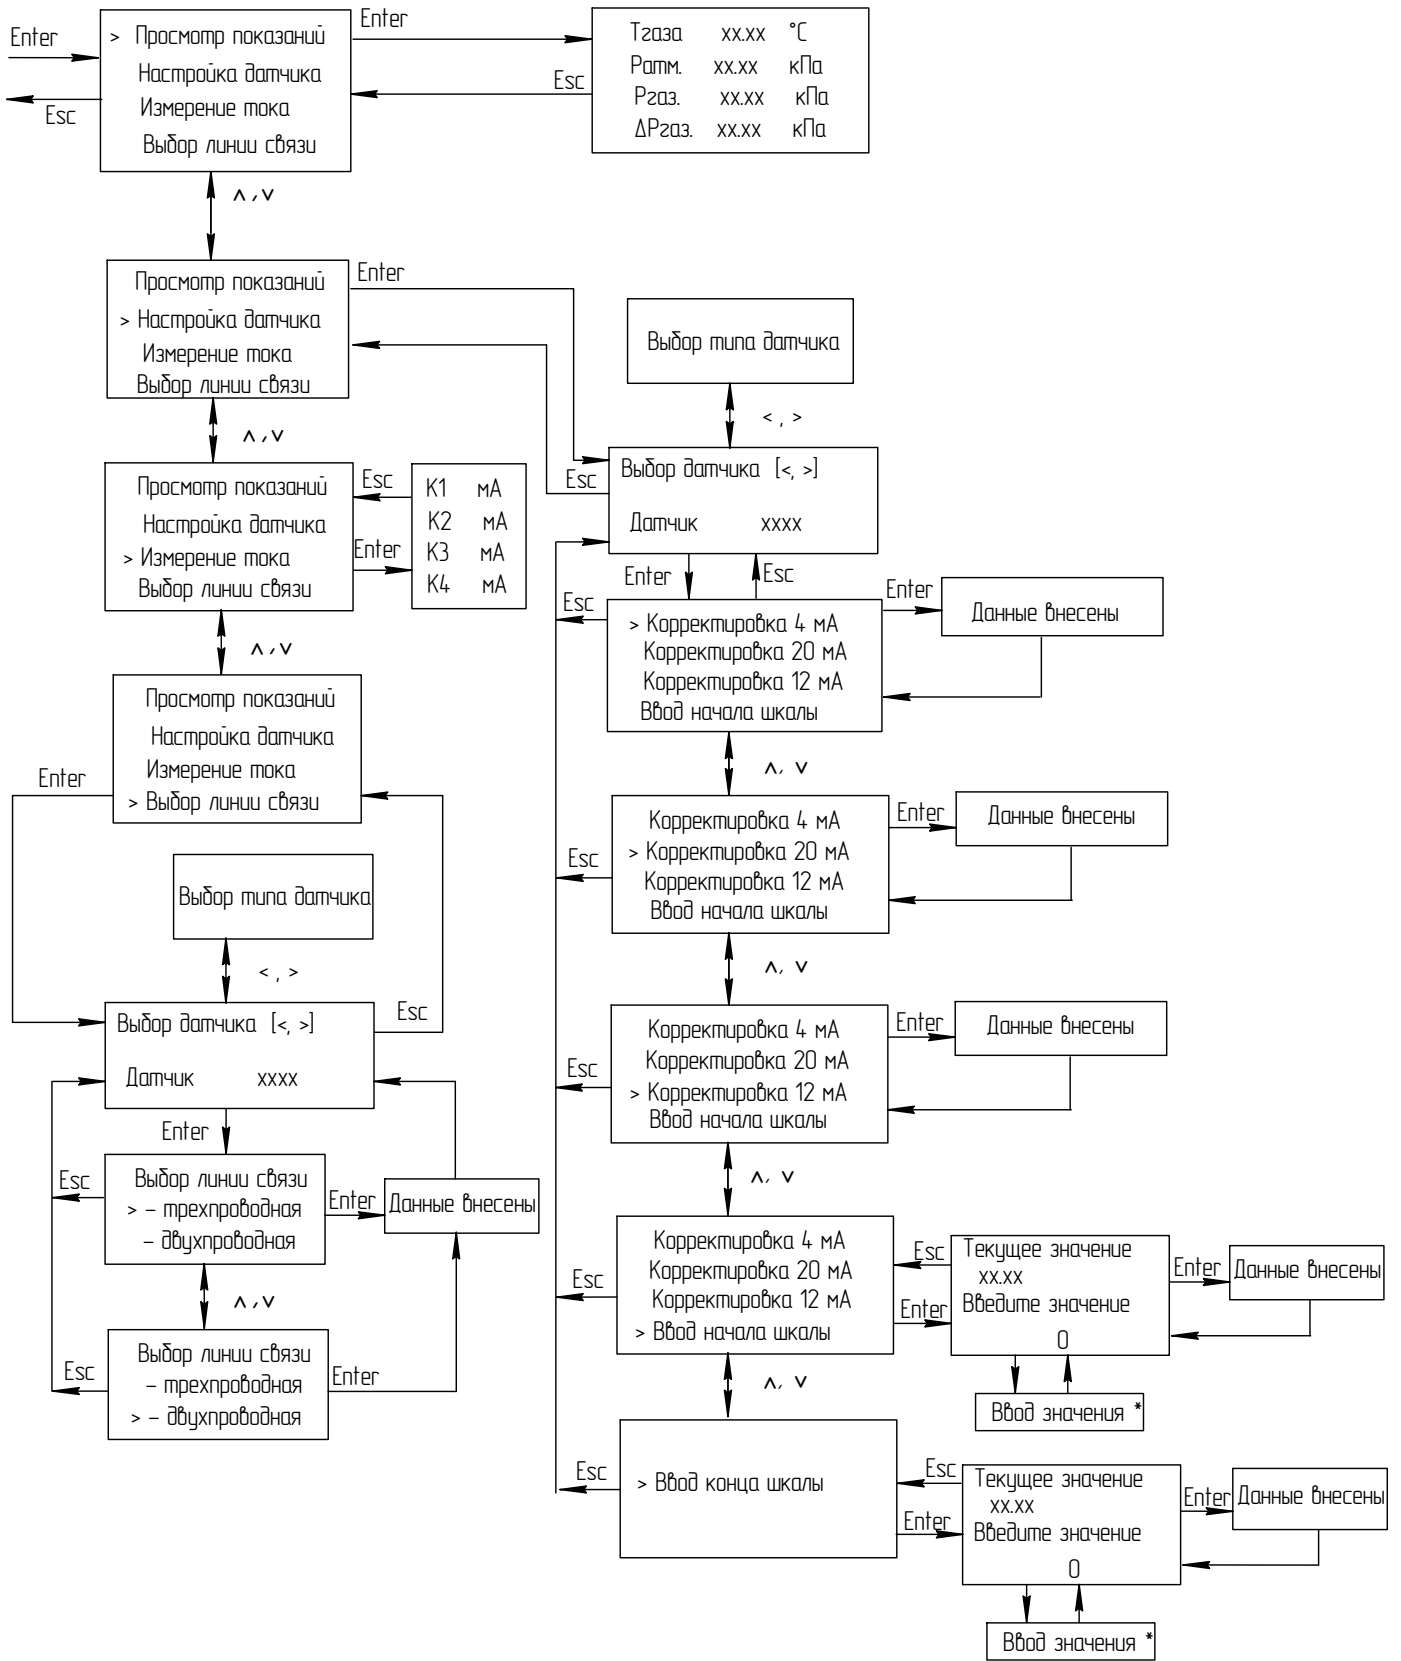 Enter
Esc
> Просмотр показаний
Настройка датчика
Измерение тока
Выбор линии связи
Enter
Esc
Тгаза xx.xx °C
Ратм. xx.xx кПа
Ргаз. xx.xx кПа
ΔРгаз. xx.xx кПа
∧,∨
Просмотр показаний
> Настройка датчика
Измерение тока
Выбор линии связи
Enter
Esc
∧,∨
Просмотр показаний
Настройка датчика
> Измерение тока
Выбор линии связи
Esc
Enter
К1 мА
К2 мА
К3 мА
К4 мА
∧,∨
Просмотр показаний
Настройка датчика
Измерение тока
> Выбор линии связи
Enter
Выбор типа датчика
< , >
Выбор датчика [<, >]
Датчик xxxx
Esc
Enter
Выбор линии связи
> – трехпроводная
– двухпроводная
Esc
Enter
Данные внесены
∧,∨
Выбор линии связи
– трехпроводная
> – двухпроводная
Esc
Enter
Выбор типа датчика
< , >
Выбор датчика [<, >]
Датчик xxxx
Enter
Esc
Esc
> Корректировка 4 мА
Корректировка 20 мА
Корректировка 12 мА
Ввод начала шкалы
Enter
Данные внесены
∧, ∨
Корректировка 4 мА
> Корректировка 20 мА
Корректировка 12 мА
Ввод начала шкалы
Esc
Enter
Данные внесены
∧, ∨
Корректировка 4 мА
Корректировка 20 мА
> Корректировка 12 мА
Ввод начала шкалы
Esc
Enter
Данные внесены
∧, ∨
Корректировка 4 мА
Корректировка 20 мА
Корректировка 12 мА
> Ввод начала шкалы
Esc
Esc
Enter
Текущее значение
xx.xx
Введите значение
0
Enter
Данные внесены
Ввод значения *
∧, ∨
> Ввод конца шкалы
Esc
Esc
Enter
Текущее значение
xx.xx
Введите значение
0
Enter
Данные внесены
Ввод значения *